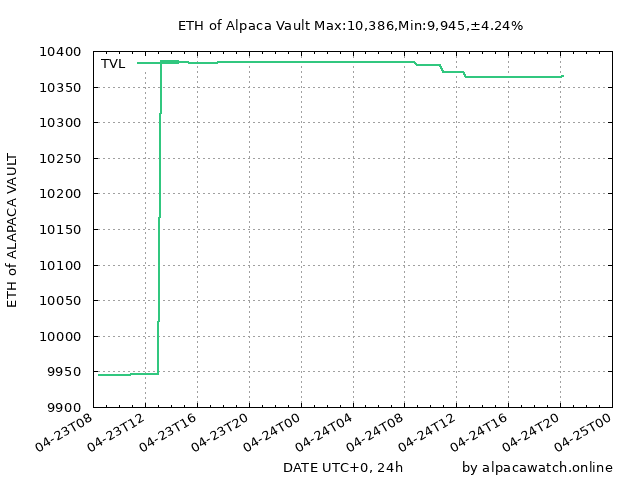 ETH of Alpaca Vault Max:10,386,Min:9,945,±4.24%
TVL
10400
10350
10300
10250
10200
10150
10100
10050
10000
9950
9900
ETH of ALAPACA VAULT
04-23T08
04-23T12
04-23T16
04-23T20
04-24T00
04-24T04
04-24T08
04-24T12
04-24T16
04-24T20
04-25T00
DATE UTC+0, 24h
by alpacawatch.online